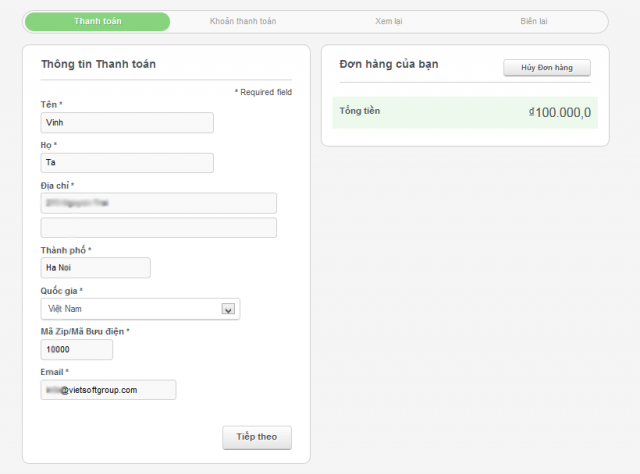 Thanh toán
Khoản thanh toán
Xem lại
Biên lai
Thông tin Thanh toán
* Required field
Tên *
Vinh
Họ *
Ta
Địa chỉ *
Thành phố *
Ha Noi
Quốc gia *
Việt Nam
Mã Zip/Mã Bưu điện *
10000
Email *
@vietsoftgroup.com
Tiếp theo
Đơn hàng của bạn
Hủy Đơn hàng
Tổng tiền
₫100.000,0